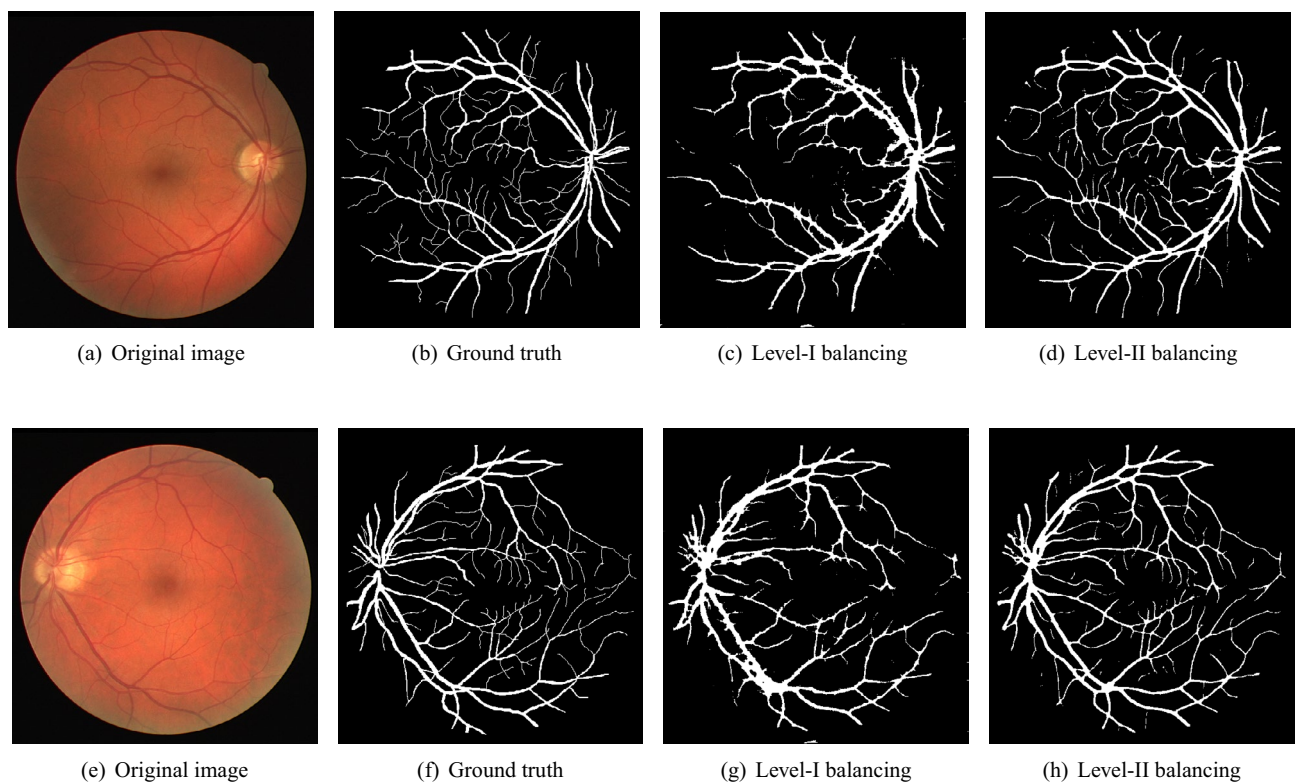 (a) Original image
(b) Ground truth
(c) Level-I balancing
(d) Level-II balancing
(e) Original image
(f) Ground truth
(g) Level-I balancing
(h) Level-II balancing